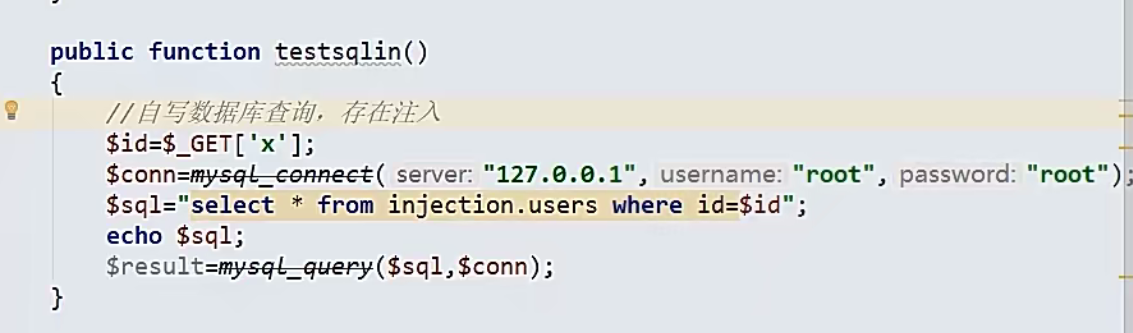 public function testsqlin()
{
//自写数据库查询，存在注入
$id=$_GET['x'];
$conn=mysql_connect( server: "127.0.0.1", username: "root", password: "root");
$sql="select * from injection.users where id=$id";
echo $sql;
$result=mysql_query($sql,$conn);
}